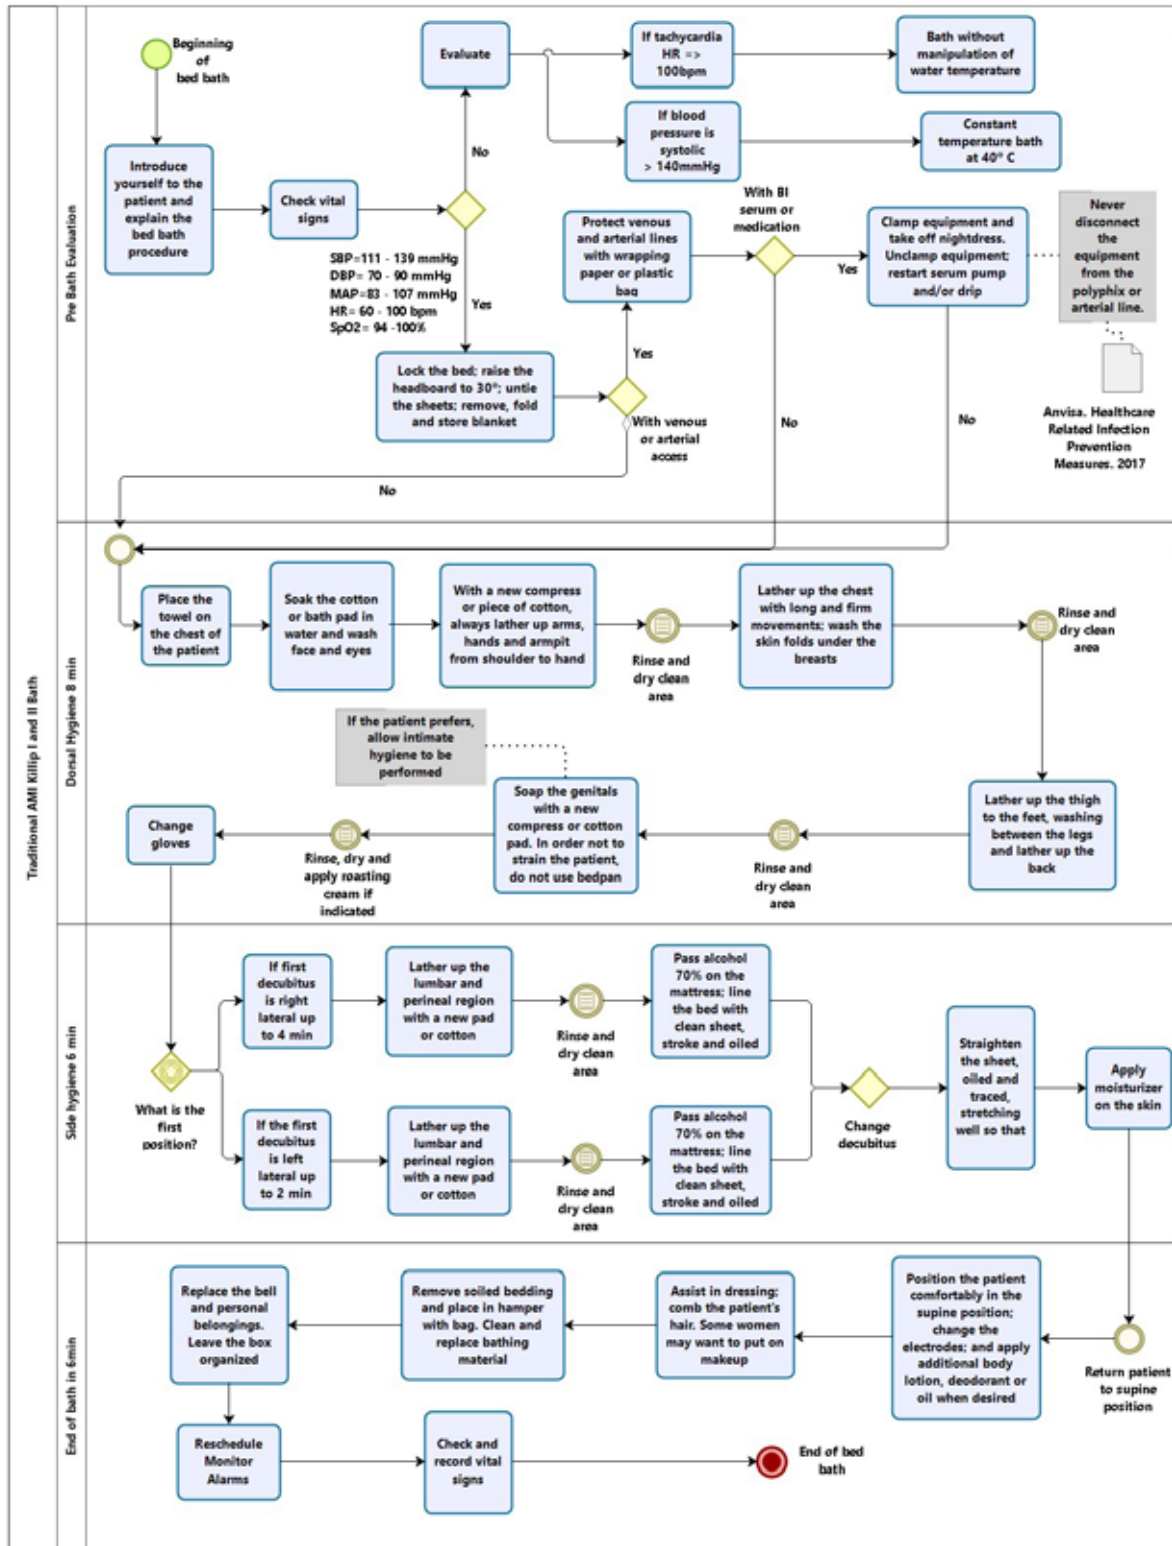 Traditional AMI Killip I and II Bath
Pre Bath Evaluation
Beginning
of
bed bath
Introduce
yourself to the
patient and
explain the
bed bath
procedure
Check vital
signs
No
Evaluate
If tachycardia
HR =>
100bpm
Bath without
manipulation of
water temperature
If blood
pressure is
systolic
> 140mmHg
Constant
temperature bath
at 40º C
SBP=111 - 139 mmHg
DBP= 70 - 90 mmHg
MAP=83 - 107 mmHg
HR= 60 - 100 bpm
SpO2= 94 -100%
Yes
Lock the bed; raise the
headboard to 30º; untie
the sheets; remove, fold
and store blanket
With venous
or arterial
access
Yes
No
Protect venous
and arterial lines
with wrapping
paper or plastic
bag
With BI
serum or
medication
Yes
No
Clamp equipment and
take off nightdress.
Unclamp equipment;
restart serum pump
and/or drip
No
Never
disconnect
the
equipment
from the
polyphix or
arterial line.
Anvisa. Healthcare
Related Infection
Prevention
Measures. 2017
Dorsal Hygiene 8 min
Place the
towel on
the chest of
the patient
Soak the cotton
or bath pad in
water and wash
face and eyes
With a new compress
or piece of cotton,
always lather up arms,
hands and armpit
from shoulder to hand
Rinse and
dry clean
area
Lather up the chest
with long and firm
movements; wash the
skin folds under the
breasts
Rinse and
dry clean
area
Lather up the thigh
to the feet, washing
between the legs
and lather up the
back
Rinse and
dry clean
area
If the patient prefers,
allow intimate
hygiene to be
performed
Soap the genitals
with a new
compress or cotton
pad. In order not to
strain the patient,
do not use bedpan
Rinse, dry and
apply roasting
cream if
indicated
Change
gloves
Side hygiene 6 min
What is the
first
position?
If first
decubitus
is right
lateral up
to 4 min
Lather up the
lumbar and
perineal region
with a new pad
or cotton
Rinse and
dry clean
area
Pass alcohol
70% on the
mattress; line
the bed with
clean sheet,
stroke and oiled
If the first
decubitus
is left
lateral up
to 2 min
Lather up the
lumbar and
perineal region
with a new pad
or cotton
Rinse and
dry clean
area
Pass alcohol
70% on the
mattress; line
the bed with
clean sheet,
stroke and oiled
Change
decubitus
Straighten
the sheet,
oiled and
traced,
stretching
well so that
Apply
moisturizer
on the skin
End of bath in 6min
Return patient
to supine
position
Position the patient
comfortably in the
supine position;
change the
electrodes; and apply
additional body
lotion, deodorant or
oil when desired
Assist in dressing;
comb the patient's
hair. Some women
may want to put on
makeup
Remove soiled bedding
and place in hamper
with bag. Clean and
replace bathing
material
Replace the bell
and personal
belongings.
Leave the box
organized
Reschedule
Monitor
Alarms
Check and
record vital
signs
End of bed
bath